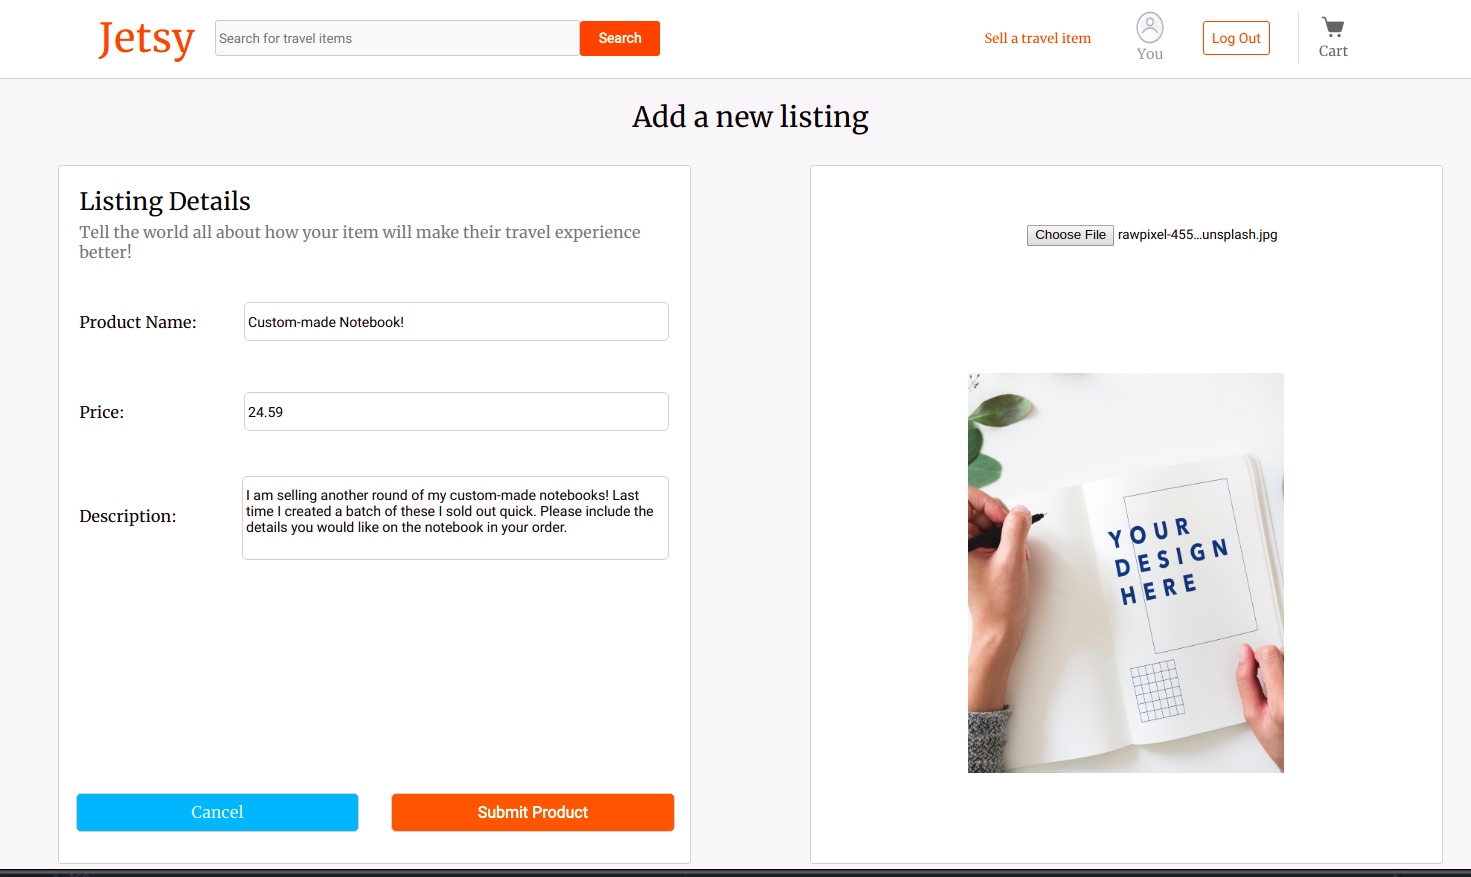 Jetsy
Search for travel items
Search
Sell a travel item
You
Log Out
Cart
Add a new listing
Listing Details
Tell the world all about how your item will make their travel experience
better!
Product Name:
Custom-made Notebook!
Price:
24.59
Description:
I am selling another round of my custom-made notebooks! Last
time I created a batch of these I sold out quick. Please include the
details you would like on the notebook in your order.
Cancel
Submit Product
Choose File
rawpixel-455...unsplash.jpg
YOUR
DESIGN
HERE